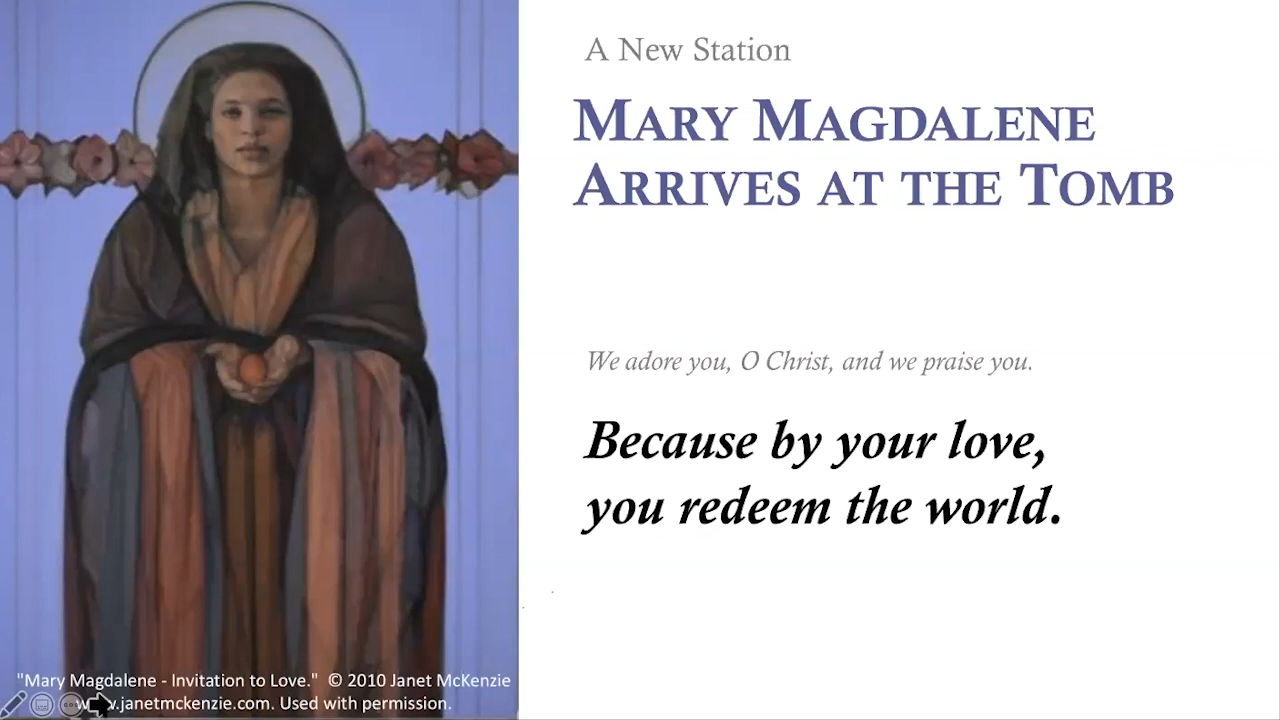 A New Station
MARY MAGDALENE
ARRIVES AT THE TOMB
We adore you, O Christ, and we praise you.
Because by your love,
you redeem the world.
"Mary Magdalene - Invitation to Love." © 2010 Janet McKenzie
.janetmckenzie.com. Used with permission.